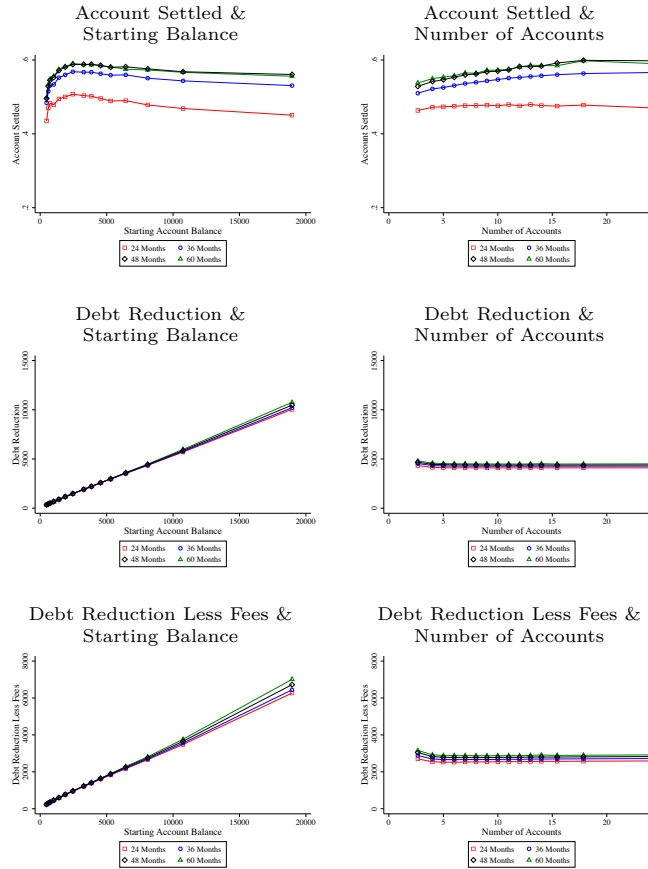 Account Settled &
Starting Balance
Account Settled
.2
.4
.6
0
5000
10000
15000
20000
Starting Account Balance
24 Months
36 Months
48 Months
60 Months
Account Settled &
Number of Accounts
Account Settled
.2
.4
.6
0
5
10
15
20
Number of Accounts
24 Months
36 Months
48 Months
60 Months
Debt Reduction &
Starting Balance
Debt Reduction
0
5000
10000
15000
0
5000
10000
15000
20000
Starting Account Balance
24 Months
36 Months
48 Months
60 Months
Debt Reduction &
Number of Accounts
Debt Reduction
0
5000
10000
15000
0
5
10
15
20
Number of Accounts
24 Months
36 Months
48 Months
60 Months
Debt Reduction Less Fees &
Starting Balance
Debt Reduction Less Fees
0
2000
4000
6000
8000
0
5000
10000
15000
20000
Starting Account Balance
24 Months
36 Months
48 Months
60 Months
Debt Reduction Less Fees &
Number of Accounts
Debt Reduction Less Fees
0
2000
4000
6000
8000
0
5
10
15
20
Number of Accounts
24 Months
36 Months
48 Months
60 Months